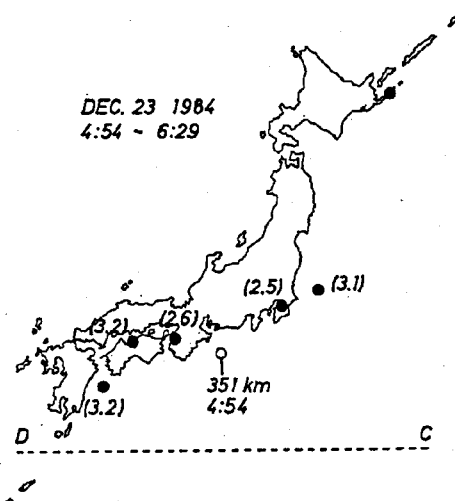 DEC. 23 1984
4:54 ~ 6:29
(2.5)
(3.1)
(3.2)
(2.6)
351 km
4:54
(3.2)
D
C